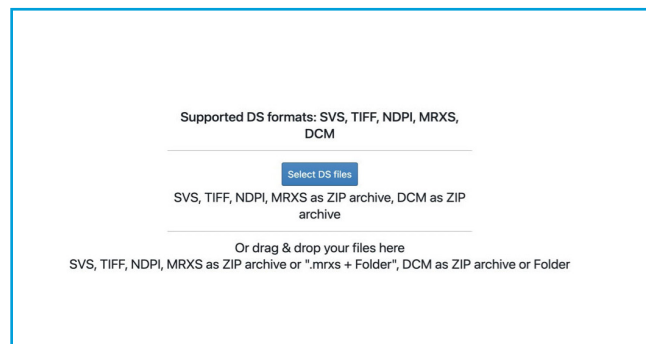 Supported DS formats: SVS, TIFF, NDPI, MRXS,
DCM
Select DS files
SVS, TIFF, NDPI, MRXS as ZIP archive, DCM as ZIP
archive
Or drag & drop your files here
SVS, TIFF, NDPI, MRXS as ZIP archive or ".mrxs + Folder", DCM as ZIP archive or Folder